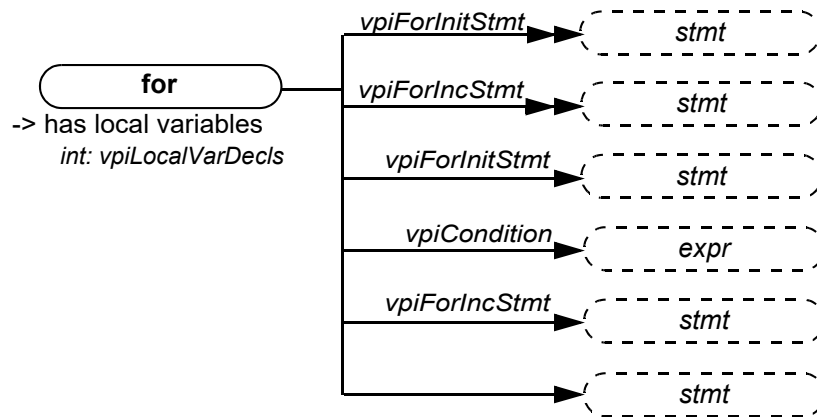 vpiForInitStmt
stmt
for
-> has local variables
int: vpiLocalVarDecls
vpiForIncStmt
stmt
vpiForInitStmt
stmt
vpiCondition
expr
vpiForIncStmt
stmt
stmt